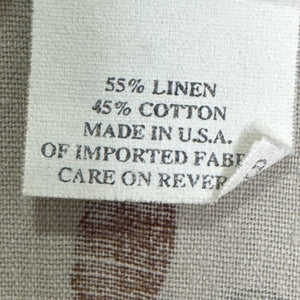 55% LINEN
45% COTTON
MADE IN U.S.A.
OF IMPORTED FABR
CARE ON REVER